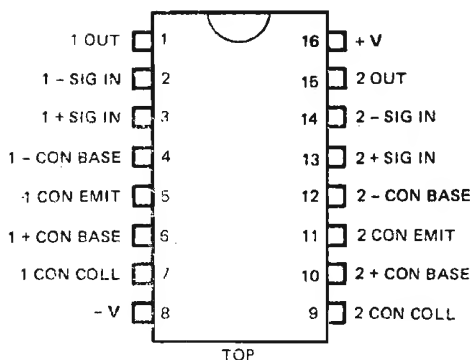 1 OUT 1 16 + V
1 - SIG IN 2 15 2 OUT
1 + SIG IN 3 14 2 - SIG IN
1 - CON BASE 4 13 2 + SIG IN
1 CON EMIT 5 12 2 - CON BASE
1 + CON BASE 6 11 2 CON EMIT
1 CON COLL 7 10 2 + CON BASE
- V 8 9 2 CON COLL
TOP